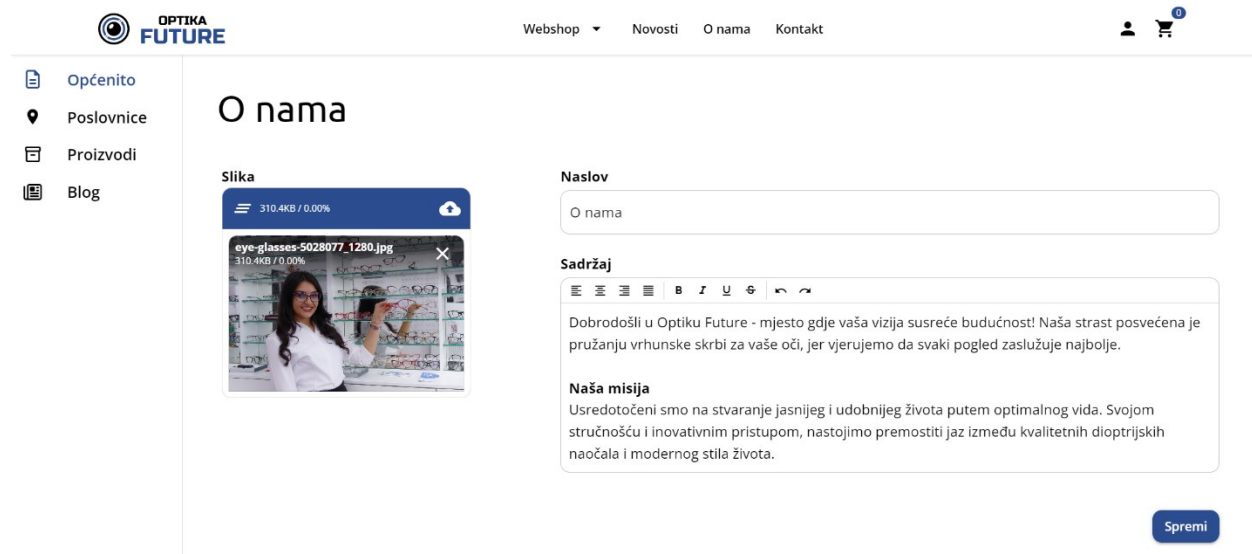 OPTIKA
FUTURE
Webshop
Novosti
O nama
Kontakt
0
Općenito
Poslovnice
Proizvodi
Blog
O nama
Slika
310.4KB / 0.00%
eye-glasses-5028077_1280.jpg
310.4KB / 0.00%
Naslov
O nama
Sadržaj
B I U S
Dobrodošli u Optiku Future - mjesto gdje vaša vizija susreće budućnost! Naša strast posvećena je
pružanju vrhunske skrbi za vaše oči, jer vjerujemo da svaki pogled zaslužuje najbolje.
Naša misija
Usredotočeni smo na stvaranje jasnijeg i udobnijeg života putem optimalnog vida. Svojom
stručnošću i inovativnim pristupom, nastojimo premostiti jaz između kvalitetnih dioptrijskih
naočala i modernog stila života.
Spremi